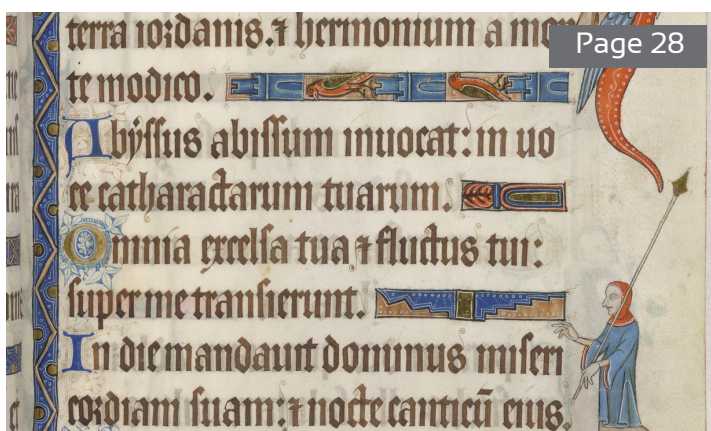 Page 28
terra iordanis. ⁊ hermonium a mon
te modico.
Abyssus abissum inuocat: in uo
ce catharactarum tuarum.
Omnia excelsa tua ⁊ fluctus tui:
super me transierunt.
In die mandauit dominus miseri
cordiam suam: ⁊ nocte canticū eius.